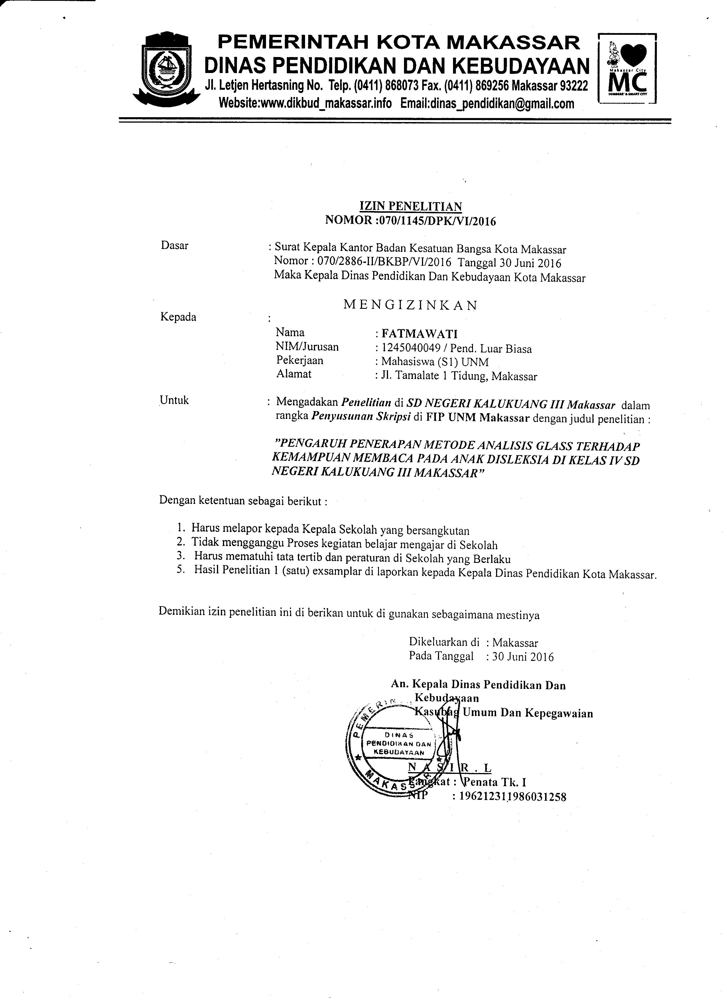 PEMERINTAH KOTA MAKASSAR
DINAS PENDIDIKAN DAN KEBUDAYAAN
Jl. Letjen Hertasning No. Telp. (0411) 868073 Fax. (0411) 869256 Makassar 93222
Website:www.dikbud_makassar.info Email:dinas_pendidikan@gmail.com
Makassar City
MC
SOMBERE' & SMART CITY
IZIN PENELITIAN
NOMOR :070/1145/DPK/VI/2016
Dasar : Surat Kepala Kantor Badan Kesatuan Bangsa Kota Makassar
Nomor : 070/2886-II/BKBP/VI/2016 Tanggal 30 Juni 2016
Maka Kepala Dinas Pendidikan Dan Kebudayaan Kota Makassar
M E N G I Z I N K A N
Kepada :
Nama : FATMAWATI
NIM/Jurusan : 1245040049 / Pend. Luar Biasa
Pekerjaan : Mahasiswa (S1) UNM
Alamat : Jl. Tamalate 1 Tidung, Makassar
Untuk : Mengadakan Penelitian di SD NEGERI KALUKUANG III Makassar dalam
rangka Penyusunan Skripsi di FIP UNM Makassar dengan judul penelitian :
”PENGARUH PENERAPAN METODE ANALISIS GLASS TERHADAP
KEMAMPUAN MEMBACA PADA ANAK DISLEKSIA DI KELAS IV SD
NEGERI KALUKUANG III MAKASSAR”
Dengan ketentuan sebagai berikut :
1. Harus melapor kepada Kepala Sekolah yang bersangkutan
2. Tidak mengganggu Proses kegiatan belajar mengajar di Sekolah
3. Harus mematuhi tata tertib dan peraturan di Sekolah yang Berlaku
5. Hasil Penelitian 1 (satu) exsamplar di laporkan kepada Kepala Dinas Pendidikan Kota Makassar.
Demikian izin penelitian ini di berikan untuk di gunakan sebagaimana mestinya
Dikeluarkan di : Makassar
Pada Tanggal : 30 Juni 2016
An. Kepala Dinas Pendidikan Dan
Kebudayaan
Kasubag Umum Dan Kepegawaian
DINAS
PENDIDIKAN DAN
KEBUDAYAAN
MAKASSAR
N A S I R . L
Pangkat : Penata Tk. I
NIP : 196212311986031258